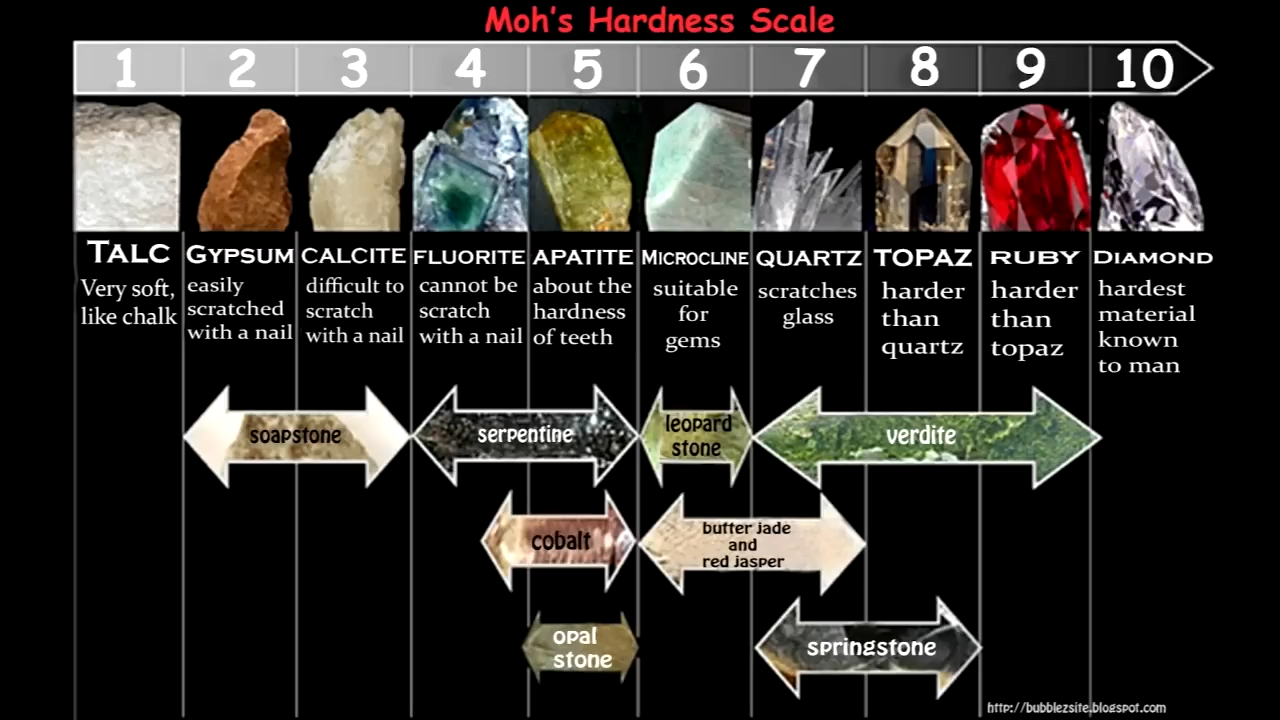 Moh's Hardness Scale
1 2 3 4 5 6 7 8 9 10
TALC
Very soft,
like chalk
GYPSUM
easily
scratched
with a nail
CALCITE
difficult to
scratch
with a nail
FLUORITE
cannot be
scratch
with a nail
APATITE
about the
hardness
of teeth
MICROCLINE
suitable
for
gems
QUARTZ
scratches
glass
TOPAZ
harder
than
quartz
RUBY
harder
than
topaz
DIAMOND
hardest
material
known
to man
soapstone
serpentine
leopard
stone
verdite
cobalt
butter jade
and
red jasper
opal
stone
springstone
http://bubblezsite.blogspot.com